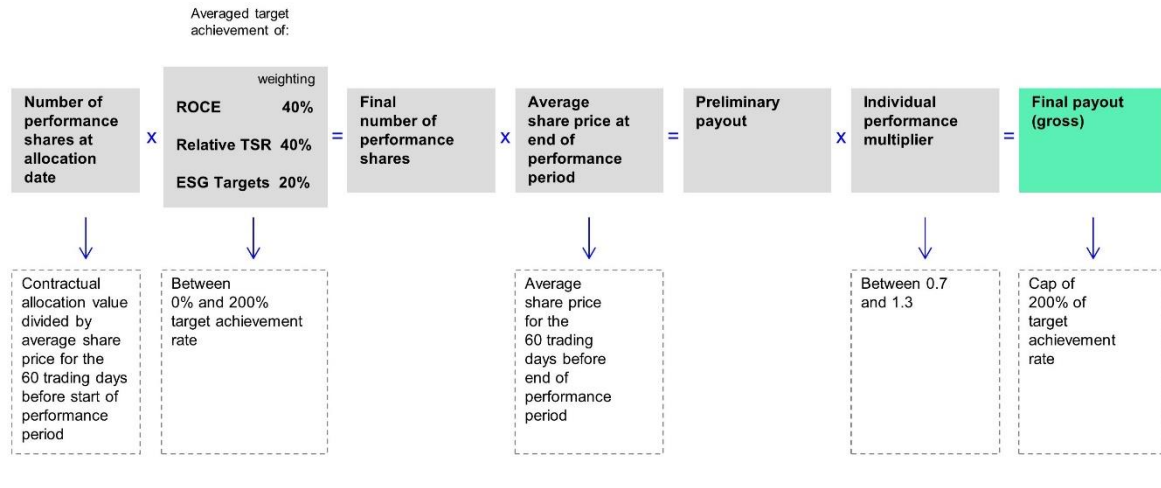 Averaged target
achievement of:
Number of
performance
shares at
allocation
date
x
weighting
ROCE 40%
Relative TSR 40%
ESG Targets 20%
=
Final
number of
performance
shares
x
Average
share price at
end of
performance
period
=
Preliminary
payout
x
Individual
performance
multiplier
=
Final payout
(gross)
Contractual
allocation value
divided by
average share
price for the
60 trading days
before start of
performance
period
Between
0% and 200%
target achievement
rate
Average
share price
for the
60 trading
days before
end of
performance
period
Between 0.7
and 1.3
Cap of
200% of
target
achievement
rate